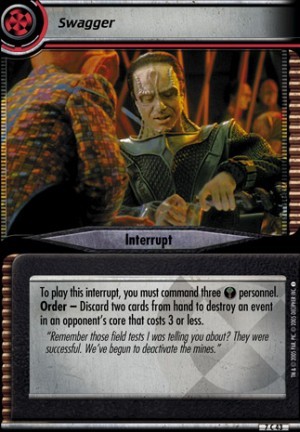 Swagger
Interrupt
To play this interrupt, you must command three personnel.
Order – Discard two cards from hand to destroy an event
in an opponent's core that costs 3 or less.
"Remember those field tests I was telling you about? They were
successful. We've begun to deactivate the mines."
7 C 43